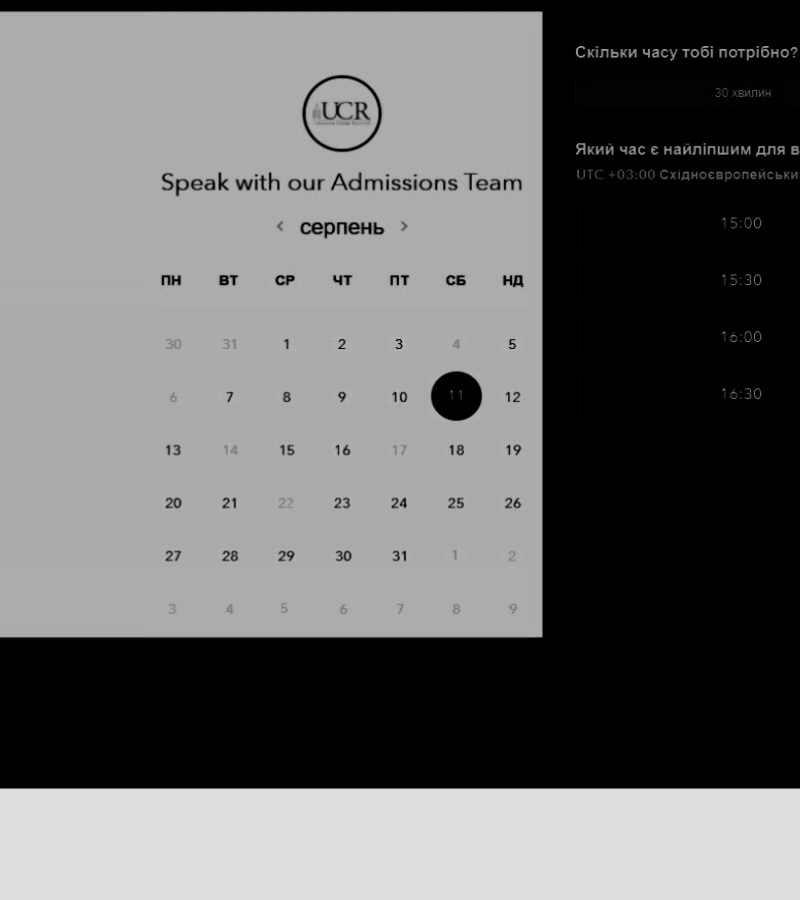 UCR
Speak with our Admissions Team
‹ серпень ›
ПН ВТ СР ЧТ ПТ СБ НД
30 31 1 2 3 4 5
6 7 8 9 10 11 12
13 14 15 16 17 18 19
20 21 22 23 24 25 26
27 28 29 30 31 1 2
3 4 5 6 7 8 9
Скільки часу тобі потрібно?
30 хвилин
Який час є найліпшим для в
UTC +03:00 Східноєвропейськи
15:00
15:30
16:00
16:30